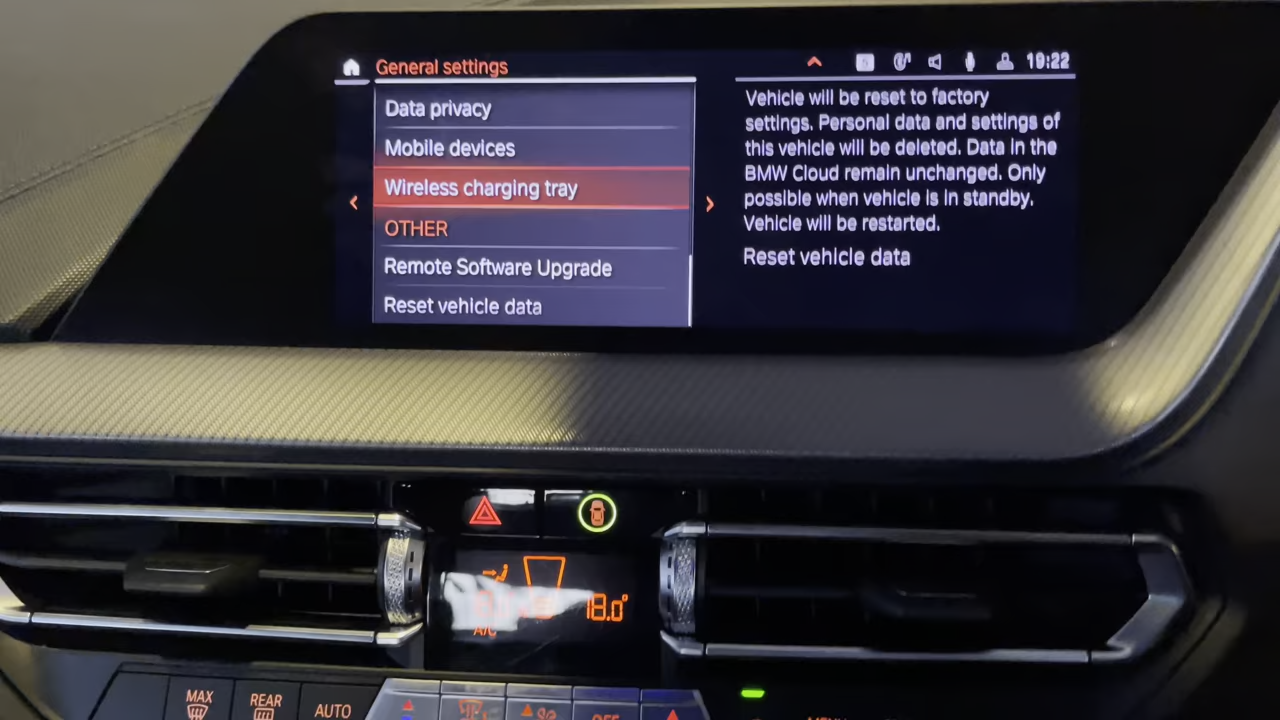 General settings
19:22
Data privacy
Mobile devices
Wireless charging tray
OTHER
Remote Software Upgrade
Reset vehicle data
Vehicle will be reset to factory
settings. Personal data and settings of
this vehicle will be deleted. Data in the
BMW Cloud remain unchanged. Only
possible when vehicle is in standby.
Vehicle will be restarted.
Reset vehicle data
18.0°
A/C
MAX
REAR
AUTO